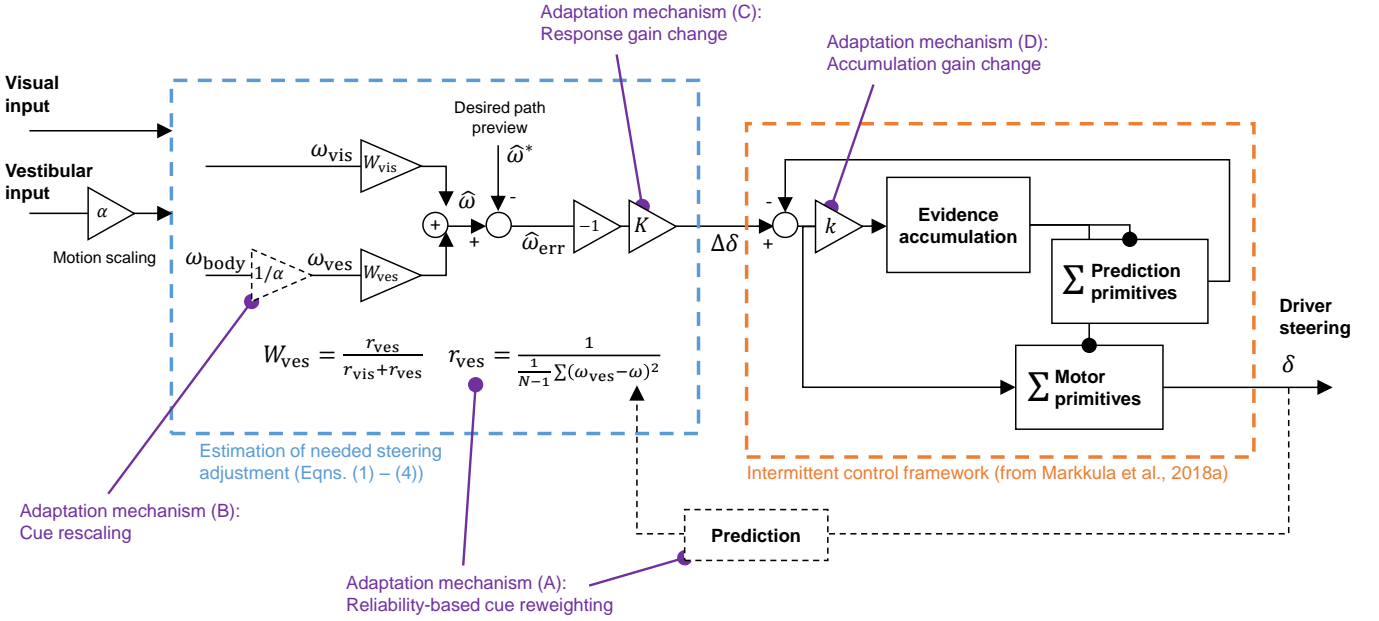 Adaptation mechanism (C):
Response gain change
Adaptation mechanism (D):
Accumulation gain change
Visual
input
Vestibular
input
α
Motion scaling
Desired path
preview
ω̂*
-
ω_vis
W_vis
ω_body
1/α
ω_ves
W_ves
+
ω̂
+
ω̂_err
−1
K
Δδ
-
+
k
Evidence
accumulation
∑ Prediction
primitives
∑ Motor
primitives
Driver
steering
δ
W_ves = r_ves / (r_vis+r_ves)
r_ves = 1 / (1/(N−1) ∑(ω_ves−ω)²)
Estimation of needed steering
adjustment (Eqns. (1) – (4))
Intermittent control framework (from Markkula et al., 2018a)
Adaptation mechanism (B):
Cue rescaling
Prediction
Adaptation mechanism (A):
Reliability-based cue reweighting